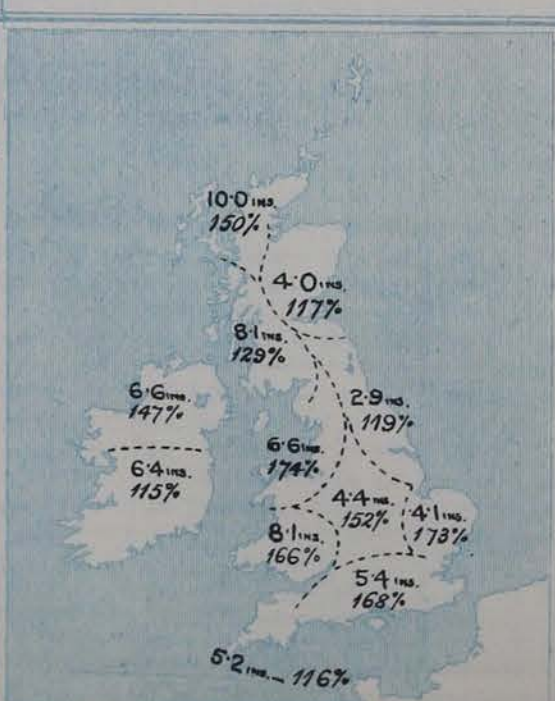 10·0 INS.
150%
4·0 INS.
117%
8·1 INS.
129%
6·6 INS.
147%
2·9 INS.
119%
6·6 INS.
174%
6·4 INS.
115%
4·4 INS.
152%
4·1 INS.
173%
8·1 INS.
166%
5·4 INS.
168%
5·2 INS. — 116%